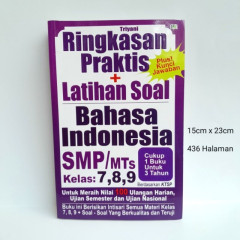 Triyani
Ringkasan
Praktis
Plus! Kunci
Jawaban
+
Latihan Soal
Bahasa
Indonesia
SMP/MTs
Kelas: 7,8,9
Cukup
1 Buku
Untuk
3 Tahun
Berdasarkan KTSP
Untuk Meraih Nilai 100 Ulangan Harian,
Ujian Semester dan Ujian Nasional
Buku ini Berisikan Intisari Semua Materi Kelas
7, 8, 9 + Soal - Soal Yang Berkualitas dan Teruji
15cm x 23cm
436 Halaman